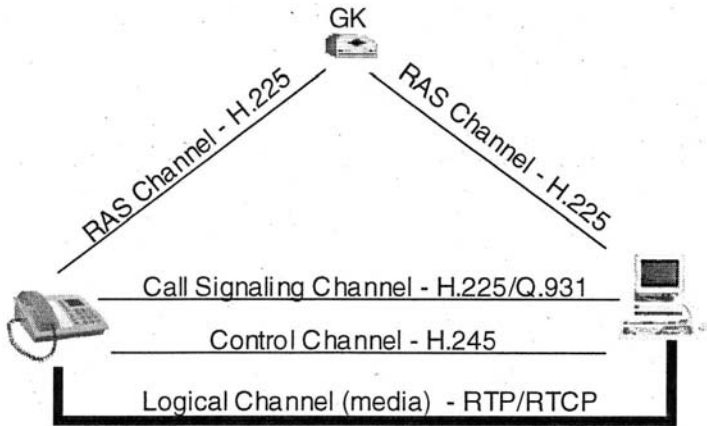 GK
RAS Channel - H.225
RAS Channel - H.225
Call Signaling Channel - H.225/Q.931
Control Channel - H.245
Logical Channel (media) - RTP/RTCP